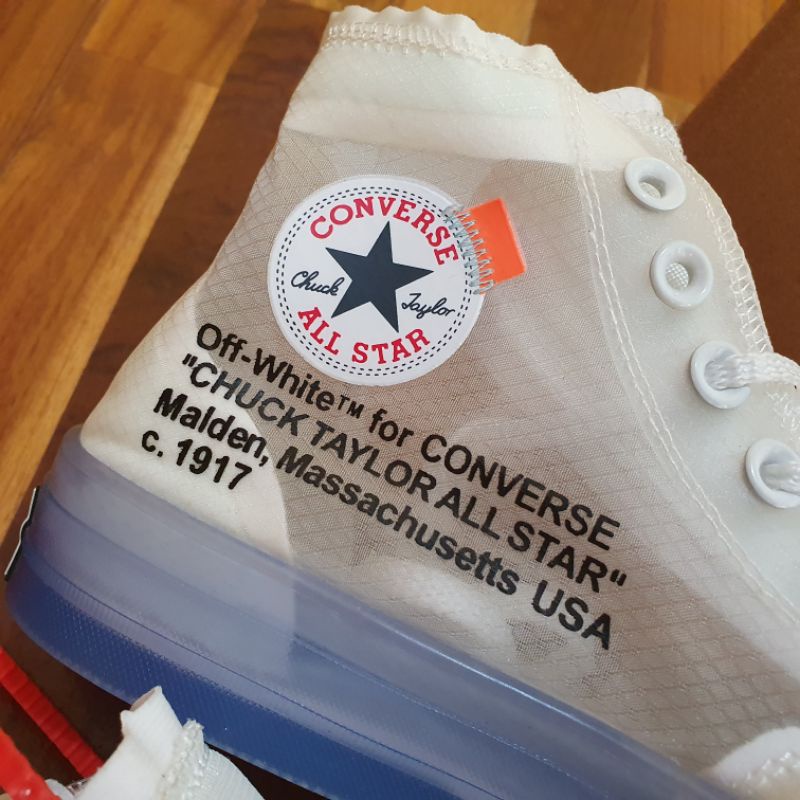 CONVERSE
Chuck Taylor
ALL STAR
Off-White™ for CONVERSE
"CHUCK TAYLOR ALL STAR"
Malden, Massachusetts USA
c. 1917